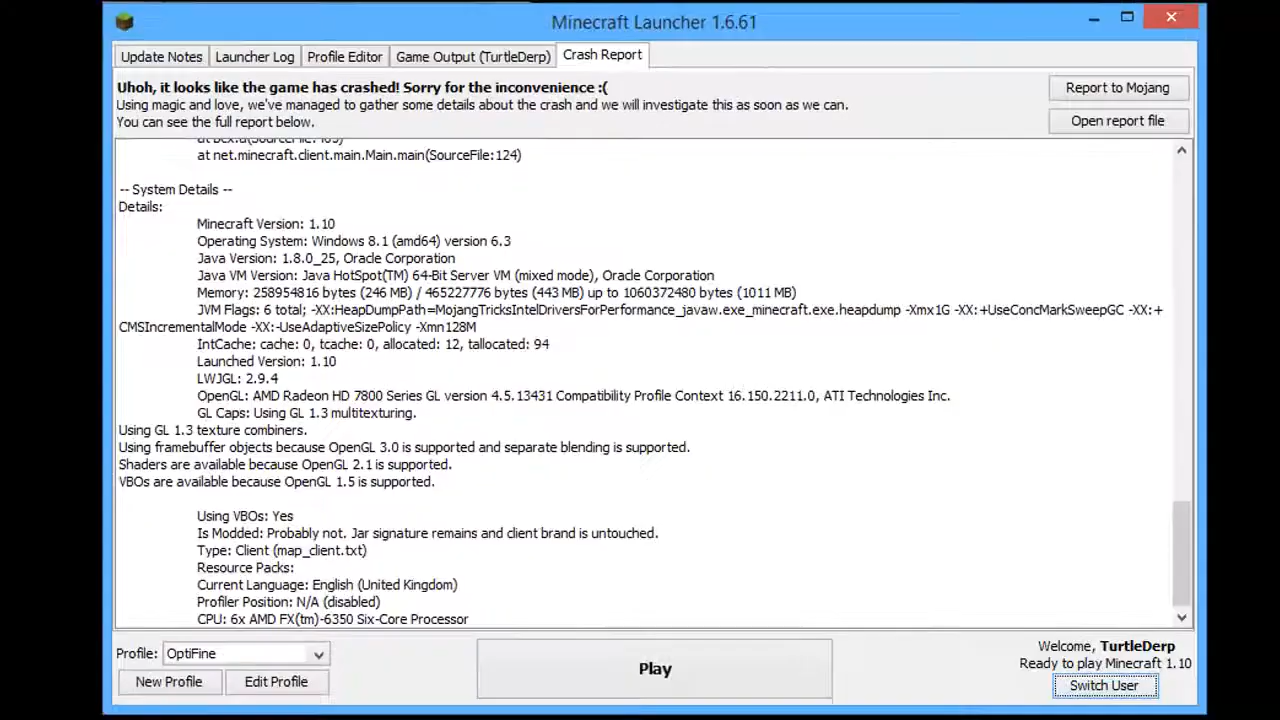 Minecraft Launcher 1.6.61
Update Notes
Launcher Log
Profile Editor
Game Output (TurtleDerp)
Crash Report
Uhoh, it looks like the game has crashed! Sorry for the inconvenience :(
Using magic and love, we've managed to gather some details about the crash and we will investigate this as soon as we can.
You can see the full report below.
Report to Mojang
Open report file
at net.minecraft.client.main.Main.main(SourceFile:124)
-- System Details --
Details:
Minecraft Version: 1.10
Operating System: Windows 8.1 (amd64) version 6.3
Java Version: 1.8.0_25, Oracle Corporation
Java VM Version: Java HotSpot(TM) 64-Bit Server VM (mixed mode), Oracle Corporation
Memory: 258954816 bytes (246 MB) / 465227776 bytes (443 MB) up to 1060372480 bytes (1011 MB)
JVM Flags: 6 total; -XX:HeapDumpPath=MojangTricksIntelDriversForPerformance_javaw.exe_minecraft.exe.heapdump -Xmx1G -XX:+UseConcMarkSweepGC -XX:+
CMSIncrementalMode -XX:-UseAdaptiveSizePolicy -Xmn128M
IntCache: cache: 0, tcache: 0, allocated: 12, tallocated: 94
Launched Version: 1.10
LWJGL: 2.9.4
OpenGL: AMD Radeon HD 7800 Series GL version 4.5.13431 Compatibility Profile Context 16.150.2211.0, ATI Technologies Inc.
GL Caps: Using GL 1.3 multitexturing.
Using GL 1.3 texture combiners.
Using framebuffer objects because OpenGL 3.0 is supported and separate blending is supported.
Shaders are available because OpenGL 2.1 is supported.
VBOs are available because OpenGL 1.5 is supported.
Using VBOs: Yes
Is Modded: Probably not. Jar signature remains and client brand is untouched.
Type: Client (map_client.txt)
Resource Packs:
Current Language: English (United Kingdom)
Profiler Position: N/A (disabled)
CPU: 6x AMD FX(tm)-6350 Six-Core Processor
Profile: OptiFine
New Profile
Edit Profile
Play
Welcome, TurtleDerp
Ready to play Minecraft 1.10
Switch User